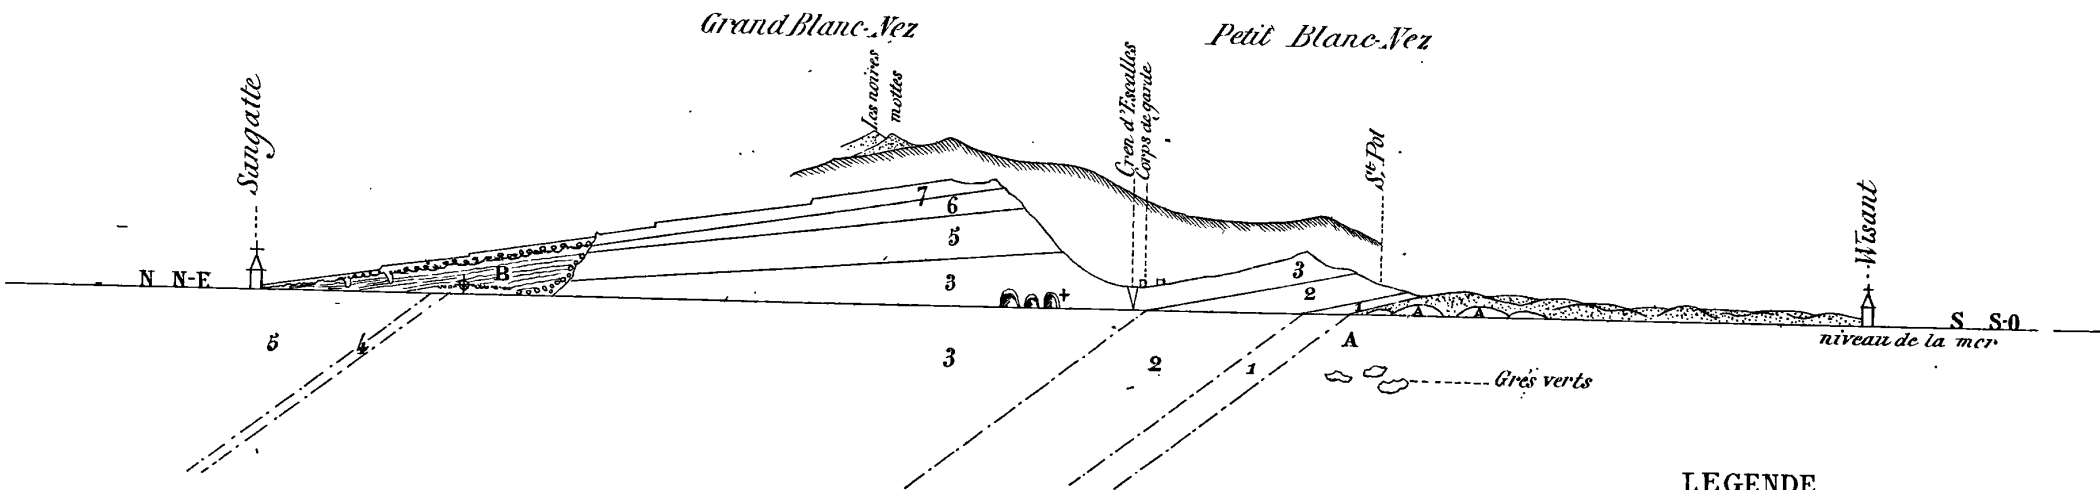 Grand Blanc-Nez
Petit Blanc-Nez
Sangatte
Les noires
mottes
Cren d'Escalles
Corps de garde
St Pol
Wisant
N N-E
B
7
6
5
3
3
2
1
A
A
S S-O
niveau de la mer
5
4
3
2
1
A
Grès verts
LEGENDE